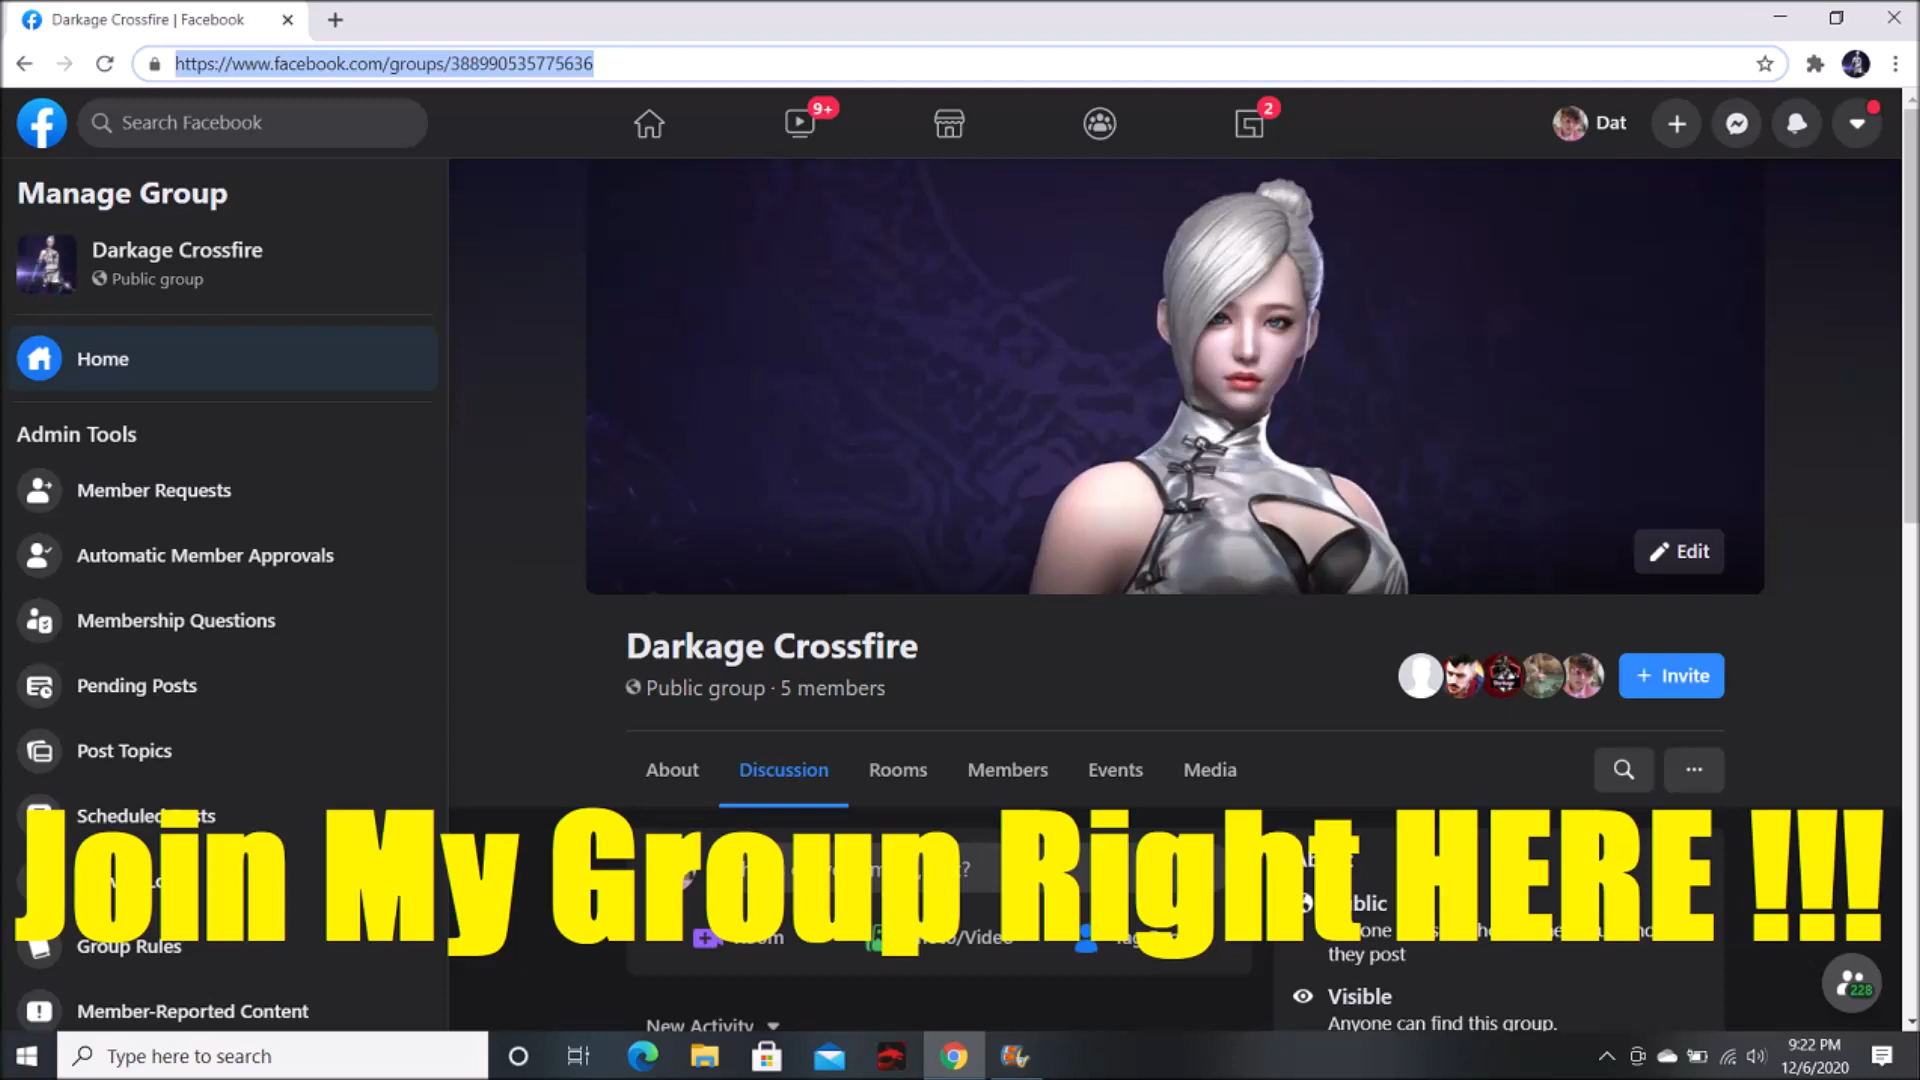 Darkage Crossfire | Facebook
https://www.facebook.com/groups/388990535775636
Search Facebook
9+
2
Dat
Manage Group
Darkage Crossfire
Public group
Home
Admin Tools
Member Requests
Automatic Member Approvals
Membership Questions
Pending Posts
Post Topics
Scheduled
Group Rules
Member-Reported Content
Edit
Darkage Crossfire
Public group · 5 members
+ Invite
About
Discussion
Rooms
Members
Events
Media
Join My Group Right HERE !!!
they post
Visible
Anyone can find this group.
228
New Activity
Type here to search
9:22 PM
12/6/2020